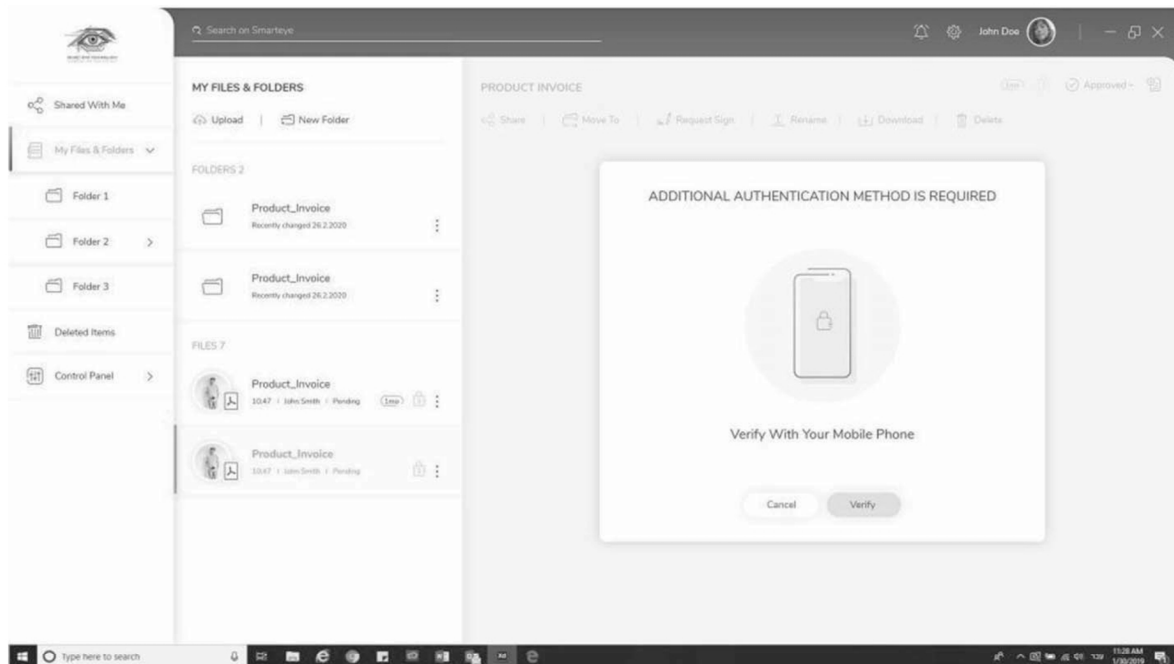 Search on Smarteye
John Doe
Shared With Me
My Files & Folders
Folder 1
Folder 2
Folder 3
Deleted Items
Control Panel
MY FILES & FOLDERS
Upload | New Folder
FOLDERS 2
Product_Invoice
Recently changed 26.2.2020
Product_Invoice
Recently changed 26.2.2020
FILES 7
Product_Invoice
10:47 | John Smith | Pending
Product_Invoice
10:47 | John Smith | Pending
PRODUCT INVOICE
Approved
Share | Move To | Request Sign | Rename | Download | Delete
ADDITIONAL AUTHENTICATION METHOD IS REQUIRED
Verify With Your Mobile Phone
Cancel Verify
Type here to search
עבר
11:28 AM
1/30/2019